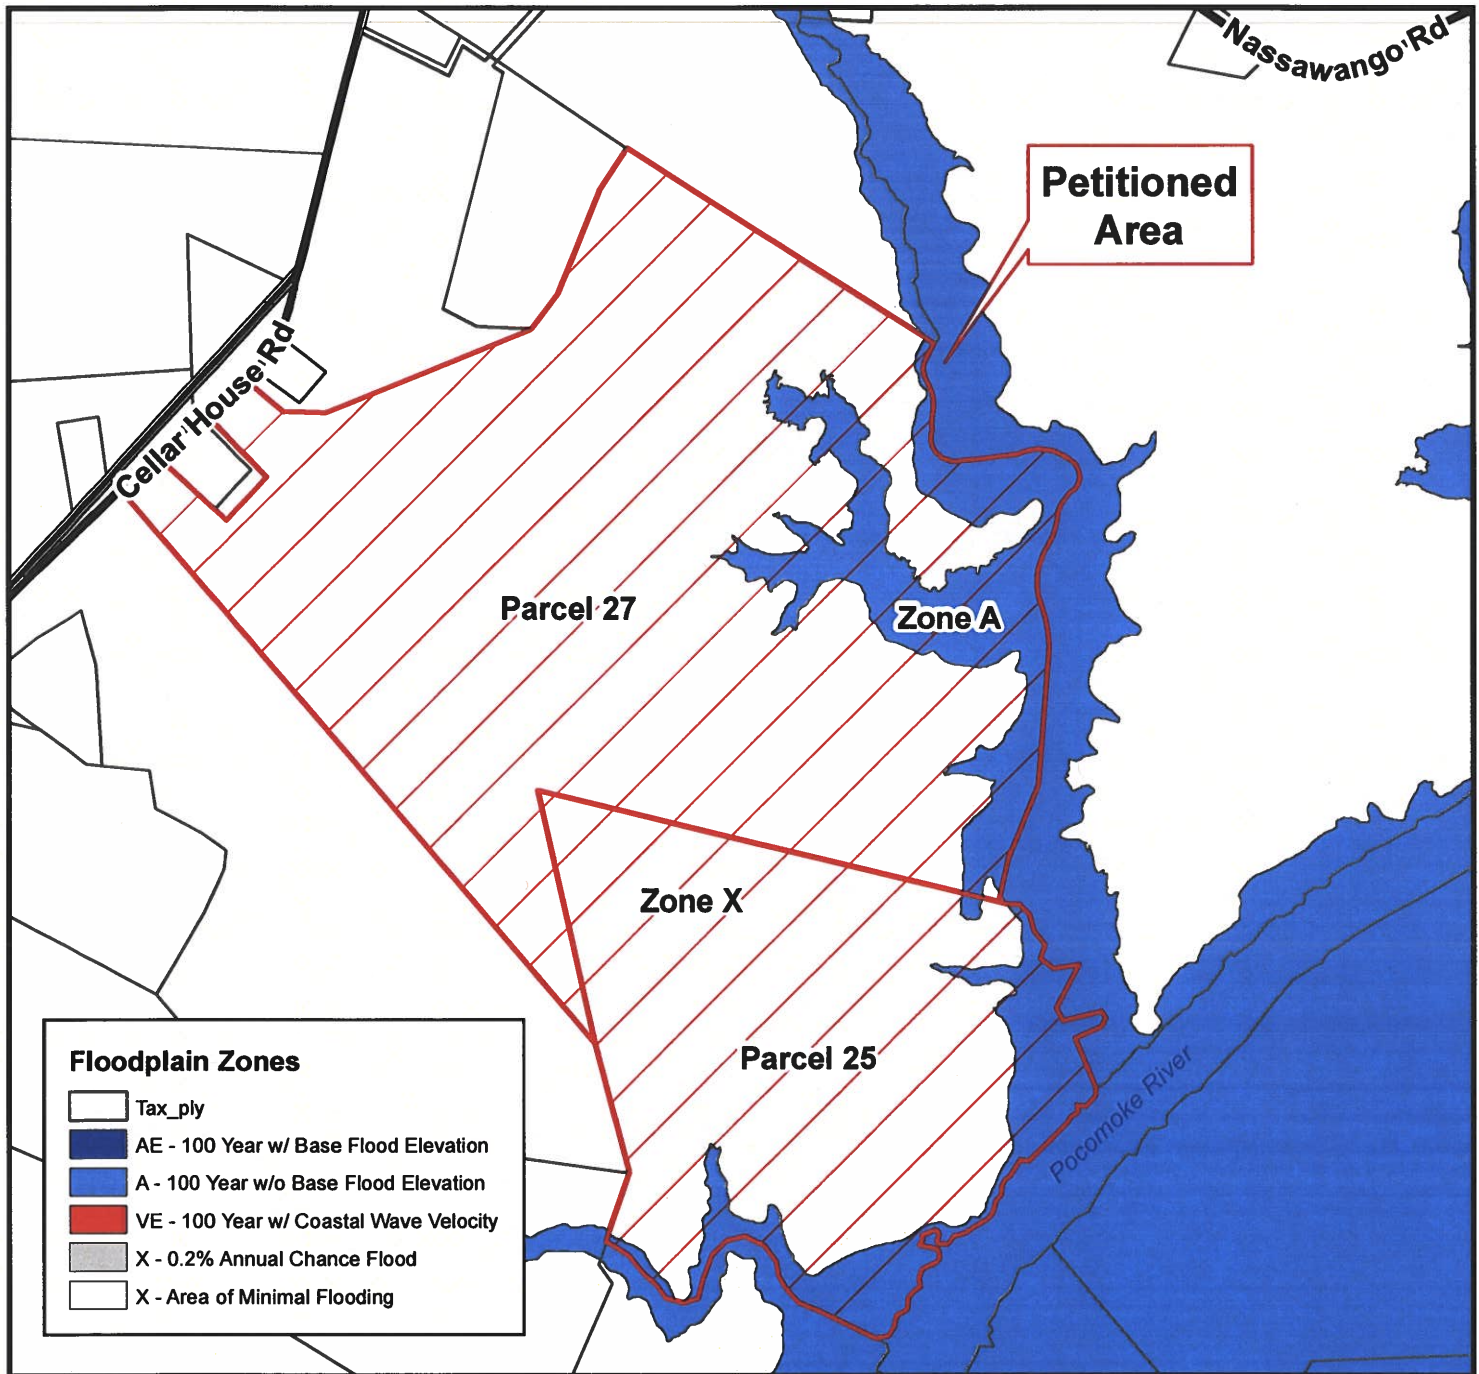 Nassawango Rd
Petitioned
Area
Cellar House Rd
Parcel 27
Zone A
Zone X
Parcel 25
Pocomoke River
Floodplain Zones
Tax_ply
AE - 100 Year w/ Base Flood Elevation
A - 100 Year w/o Base Flood Elevation
VE - 100 Year w/ Coastal Wave Velocity
X - 0.2% Annual Chance Flood
X - Area of Minimal Flooding